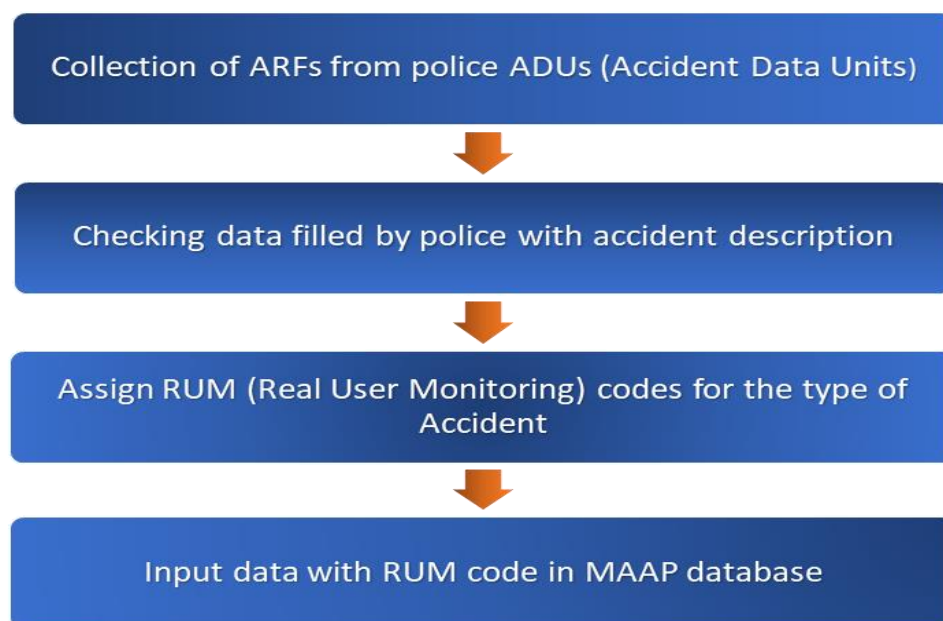 Collection of ARFs from police ADUs (Accident Data Units)
Checking data filled by police with accident description
Assign RUM (Real User Monitoring) codes for the type of
Accident
Input data with RUM code in MAAP database